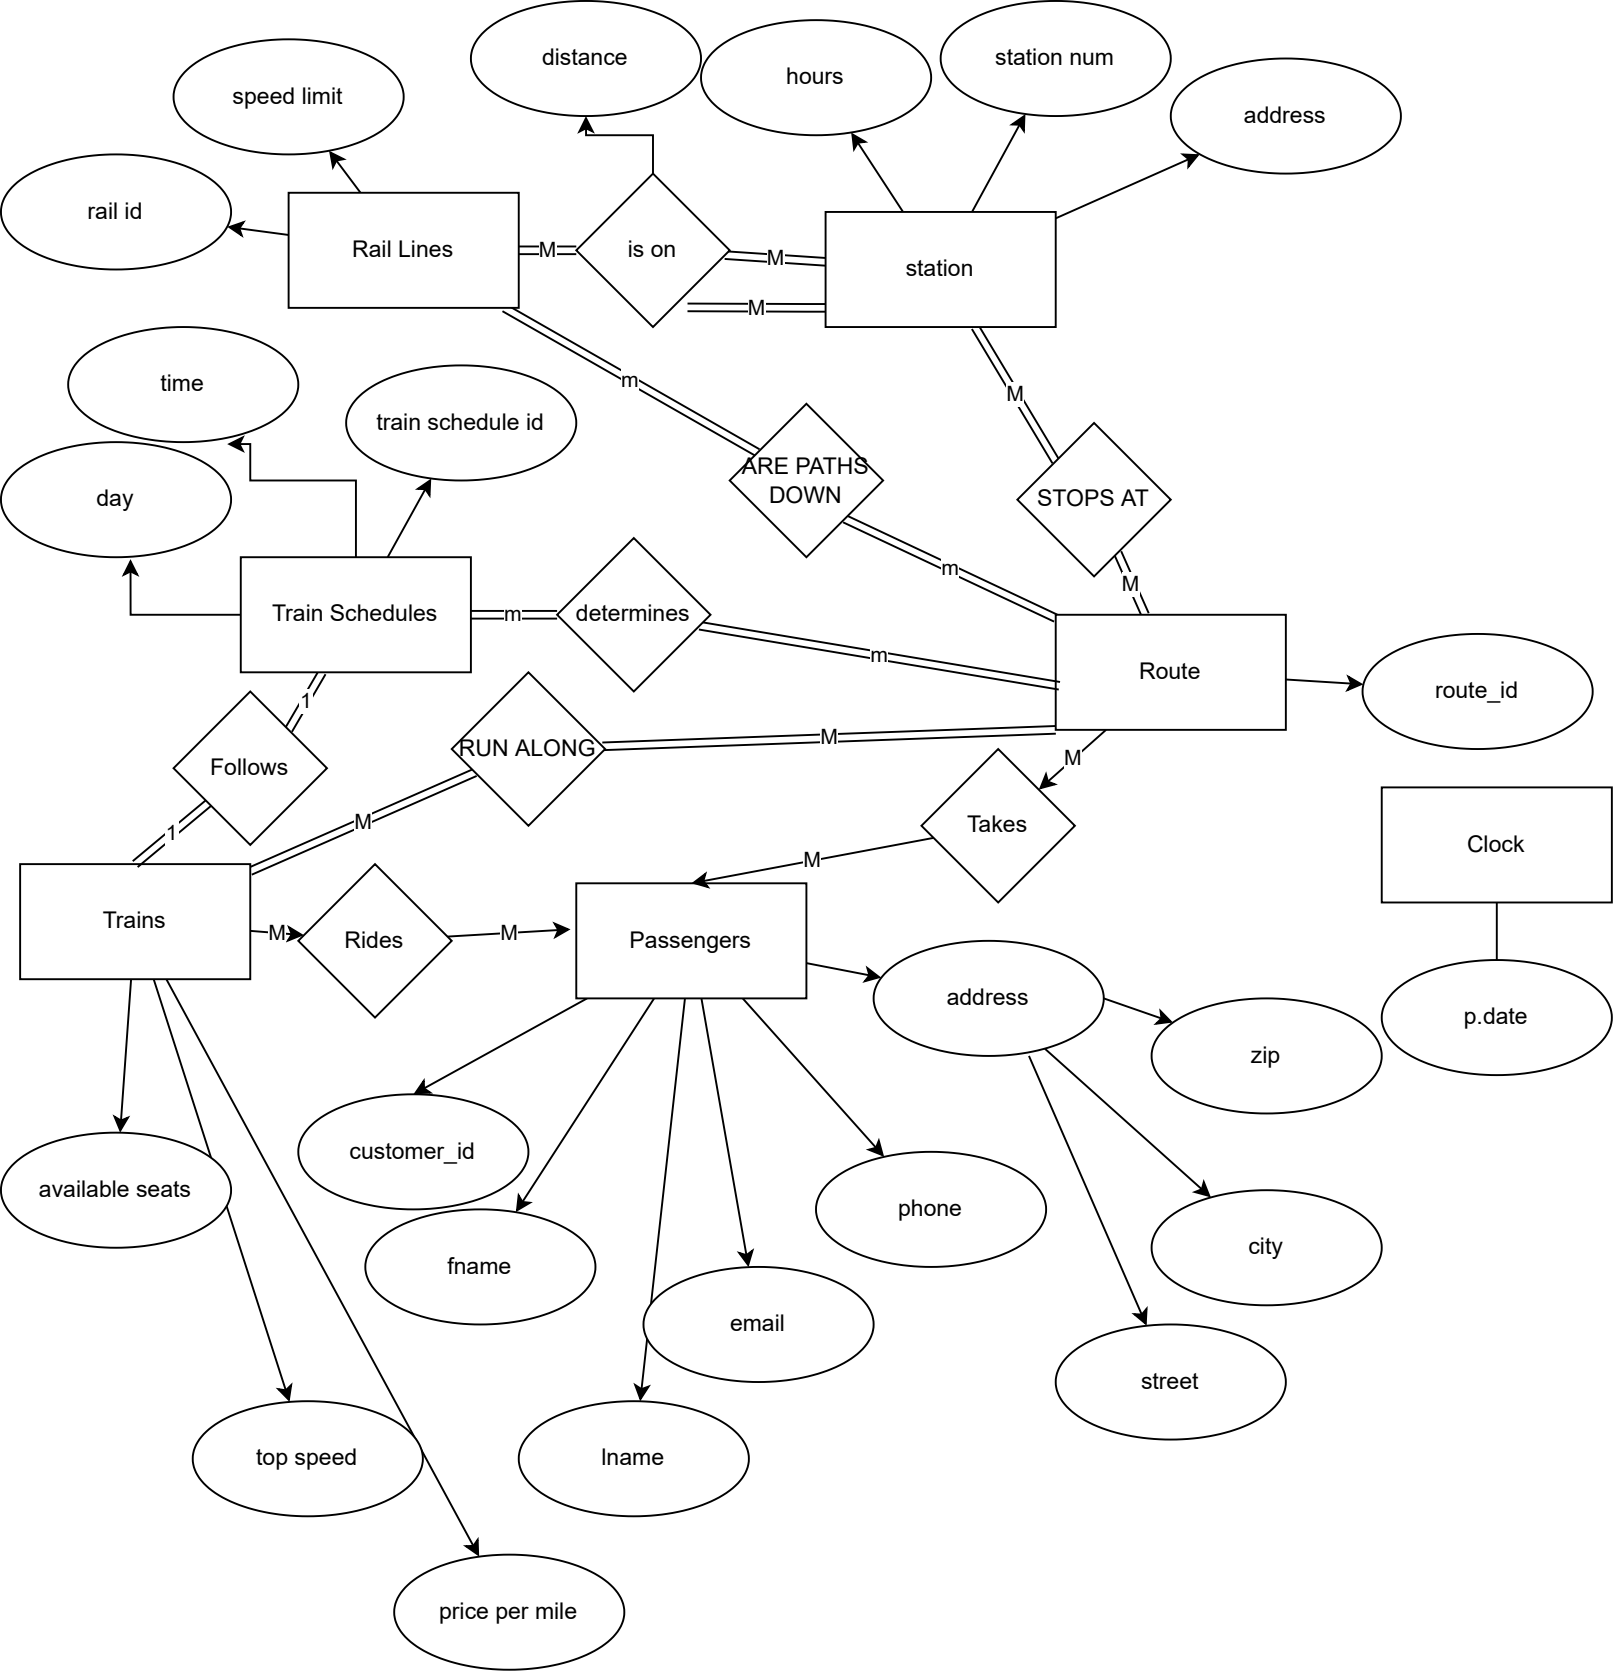 distance
station num
hours
speed limit
address
rail id
Rail Lines
M
is on
M
station
M
time
m
M
train schedule id
ARE PATHS
DOWN
STOPS AT
day
m
M
Train Schedules
m
determines
m
Route
route_id
1
M
RUN ALONG
Follows
M
1
M
Takes
M
Clock
Trains
M
Rides
M
Passengers
address
p.date
zip
customer_id
available seats
phone
city
fname
email
street
top speed
lname
price per mile